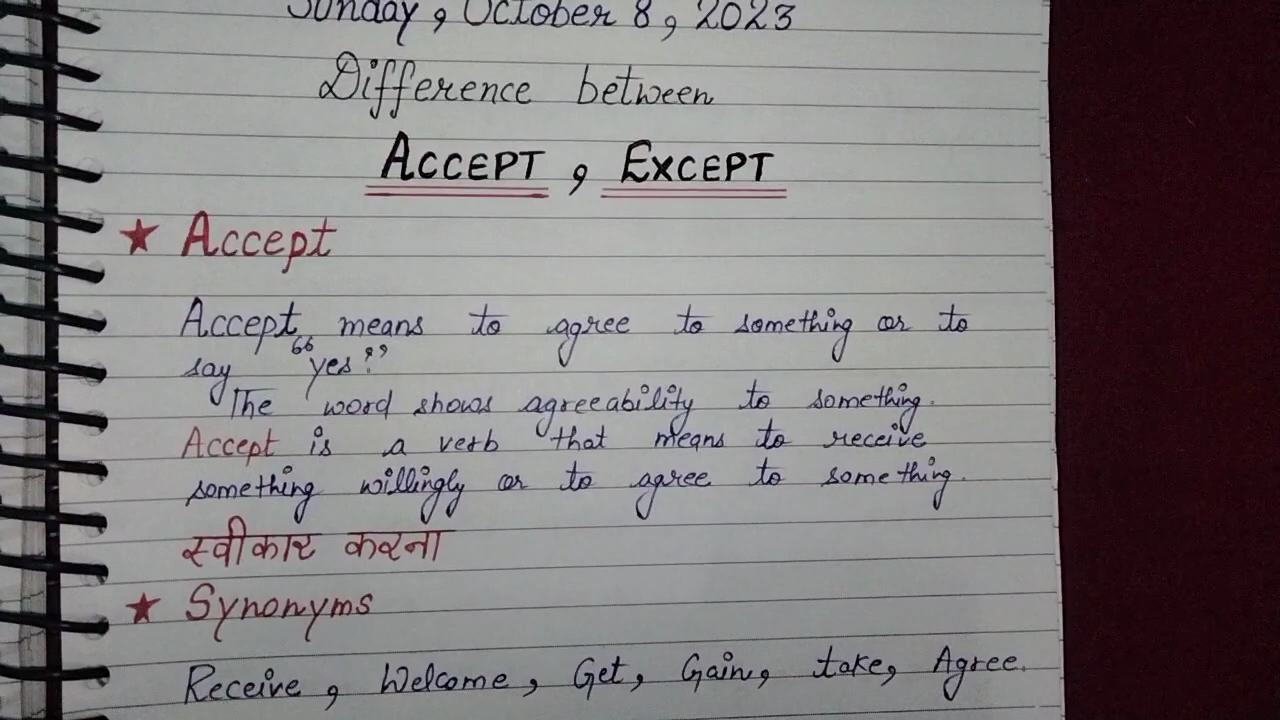 Sunday, October 8, 2023
Difference between
ACCEPT, EXCEPT
★ Accept
Accept means to agree to something or to
say "yes".
The word shows agreeability to something.
Accept is a verb that means to receive
something willingly or to agree to something.
स्वीकार करना
★ Synonyms
Receive, Welcome, Get, Gain, take, Agree.